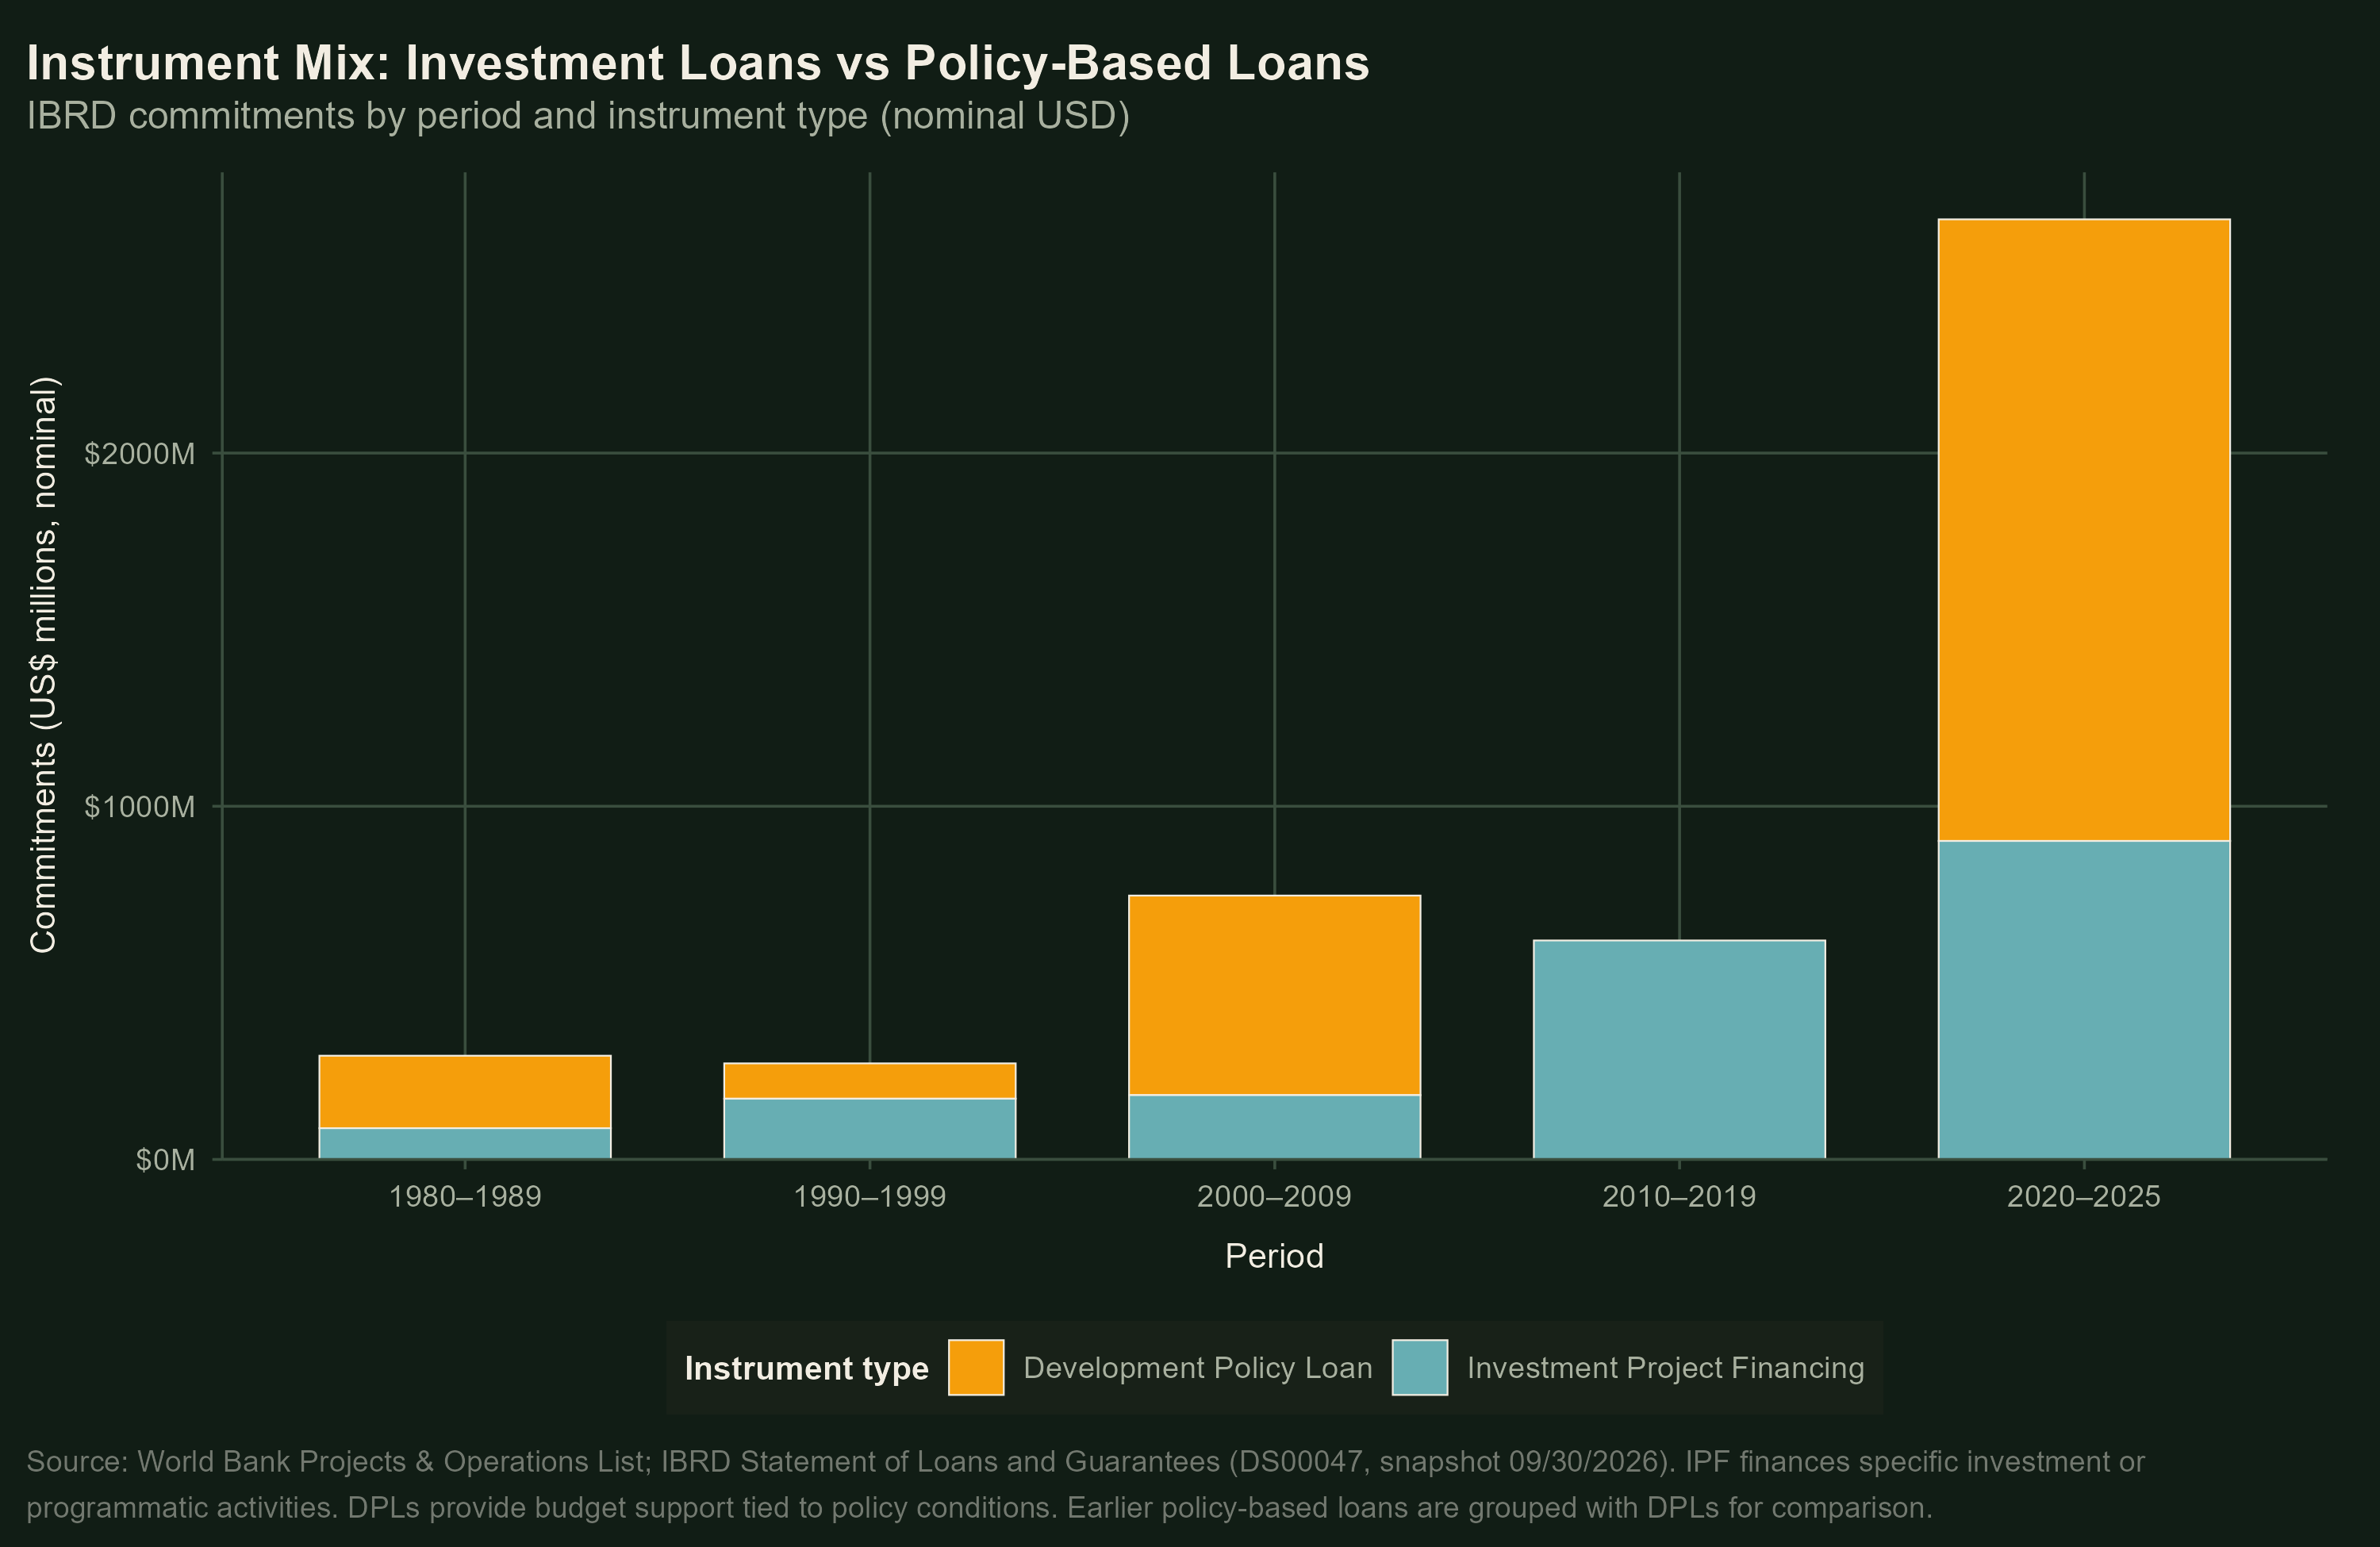 Instrument Mix: Investment Loans vs Policy-Based Loans
IBRD commitments by period and instrument type (nominal USD)
Commitments (US$ millions, nominal)
$2000M
$1000M
$0M
1980–1989
1990–1999
2000–2009
2010–2019
2020–2025
Period
Instrument type
Development Policy Loan
Investment Project Financing
Source: World Bank Projects & Operations List; IBRD Statement of Loans and Guarantees (DS00047, snapshot 09/30/2026). IPF finances specific investment or
programmatic activities. DPLs provide budget support tied to policy conditions. Earlier policy-based loans are grouped with DPLs for comparison.